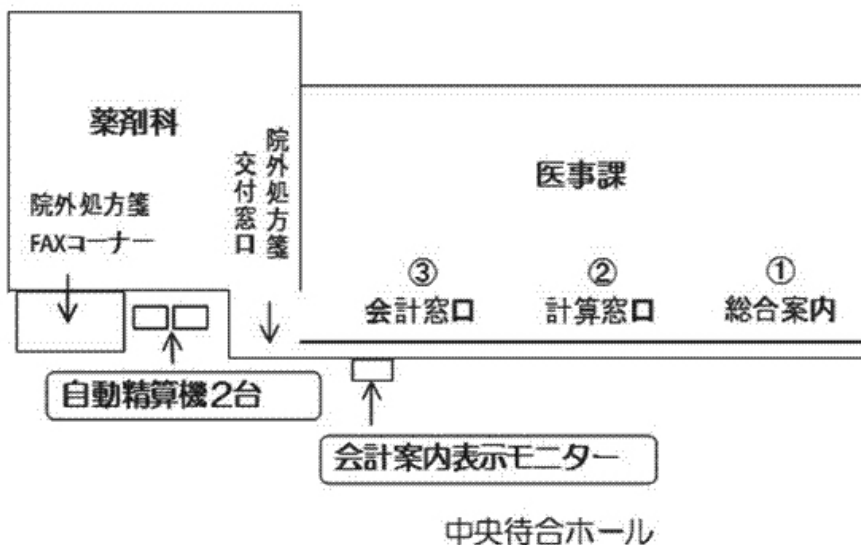 薬剤科
院外処方箋
交付窓口
院外処方箋
FAXコーナー
医事課
③
会計窓口
②
計算窓口
①
総合案内
自動精算機2台
会計案内表示モニター
中央待合ホール